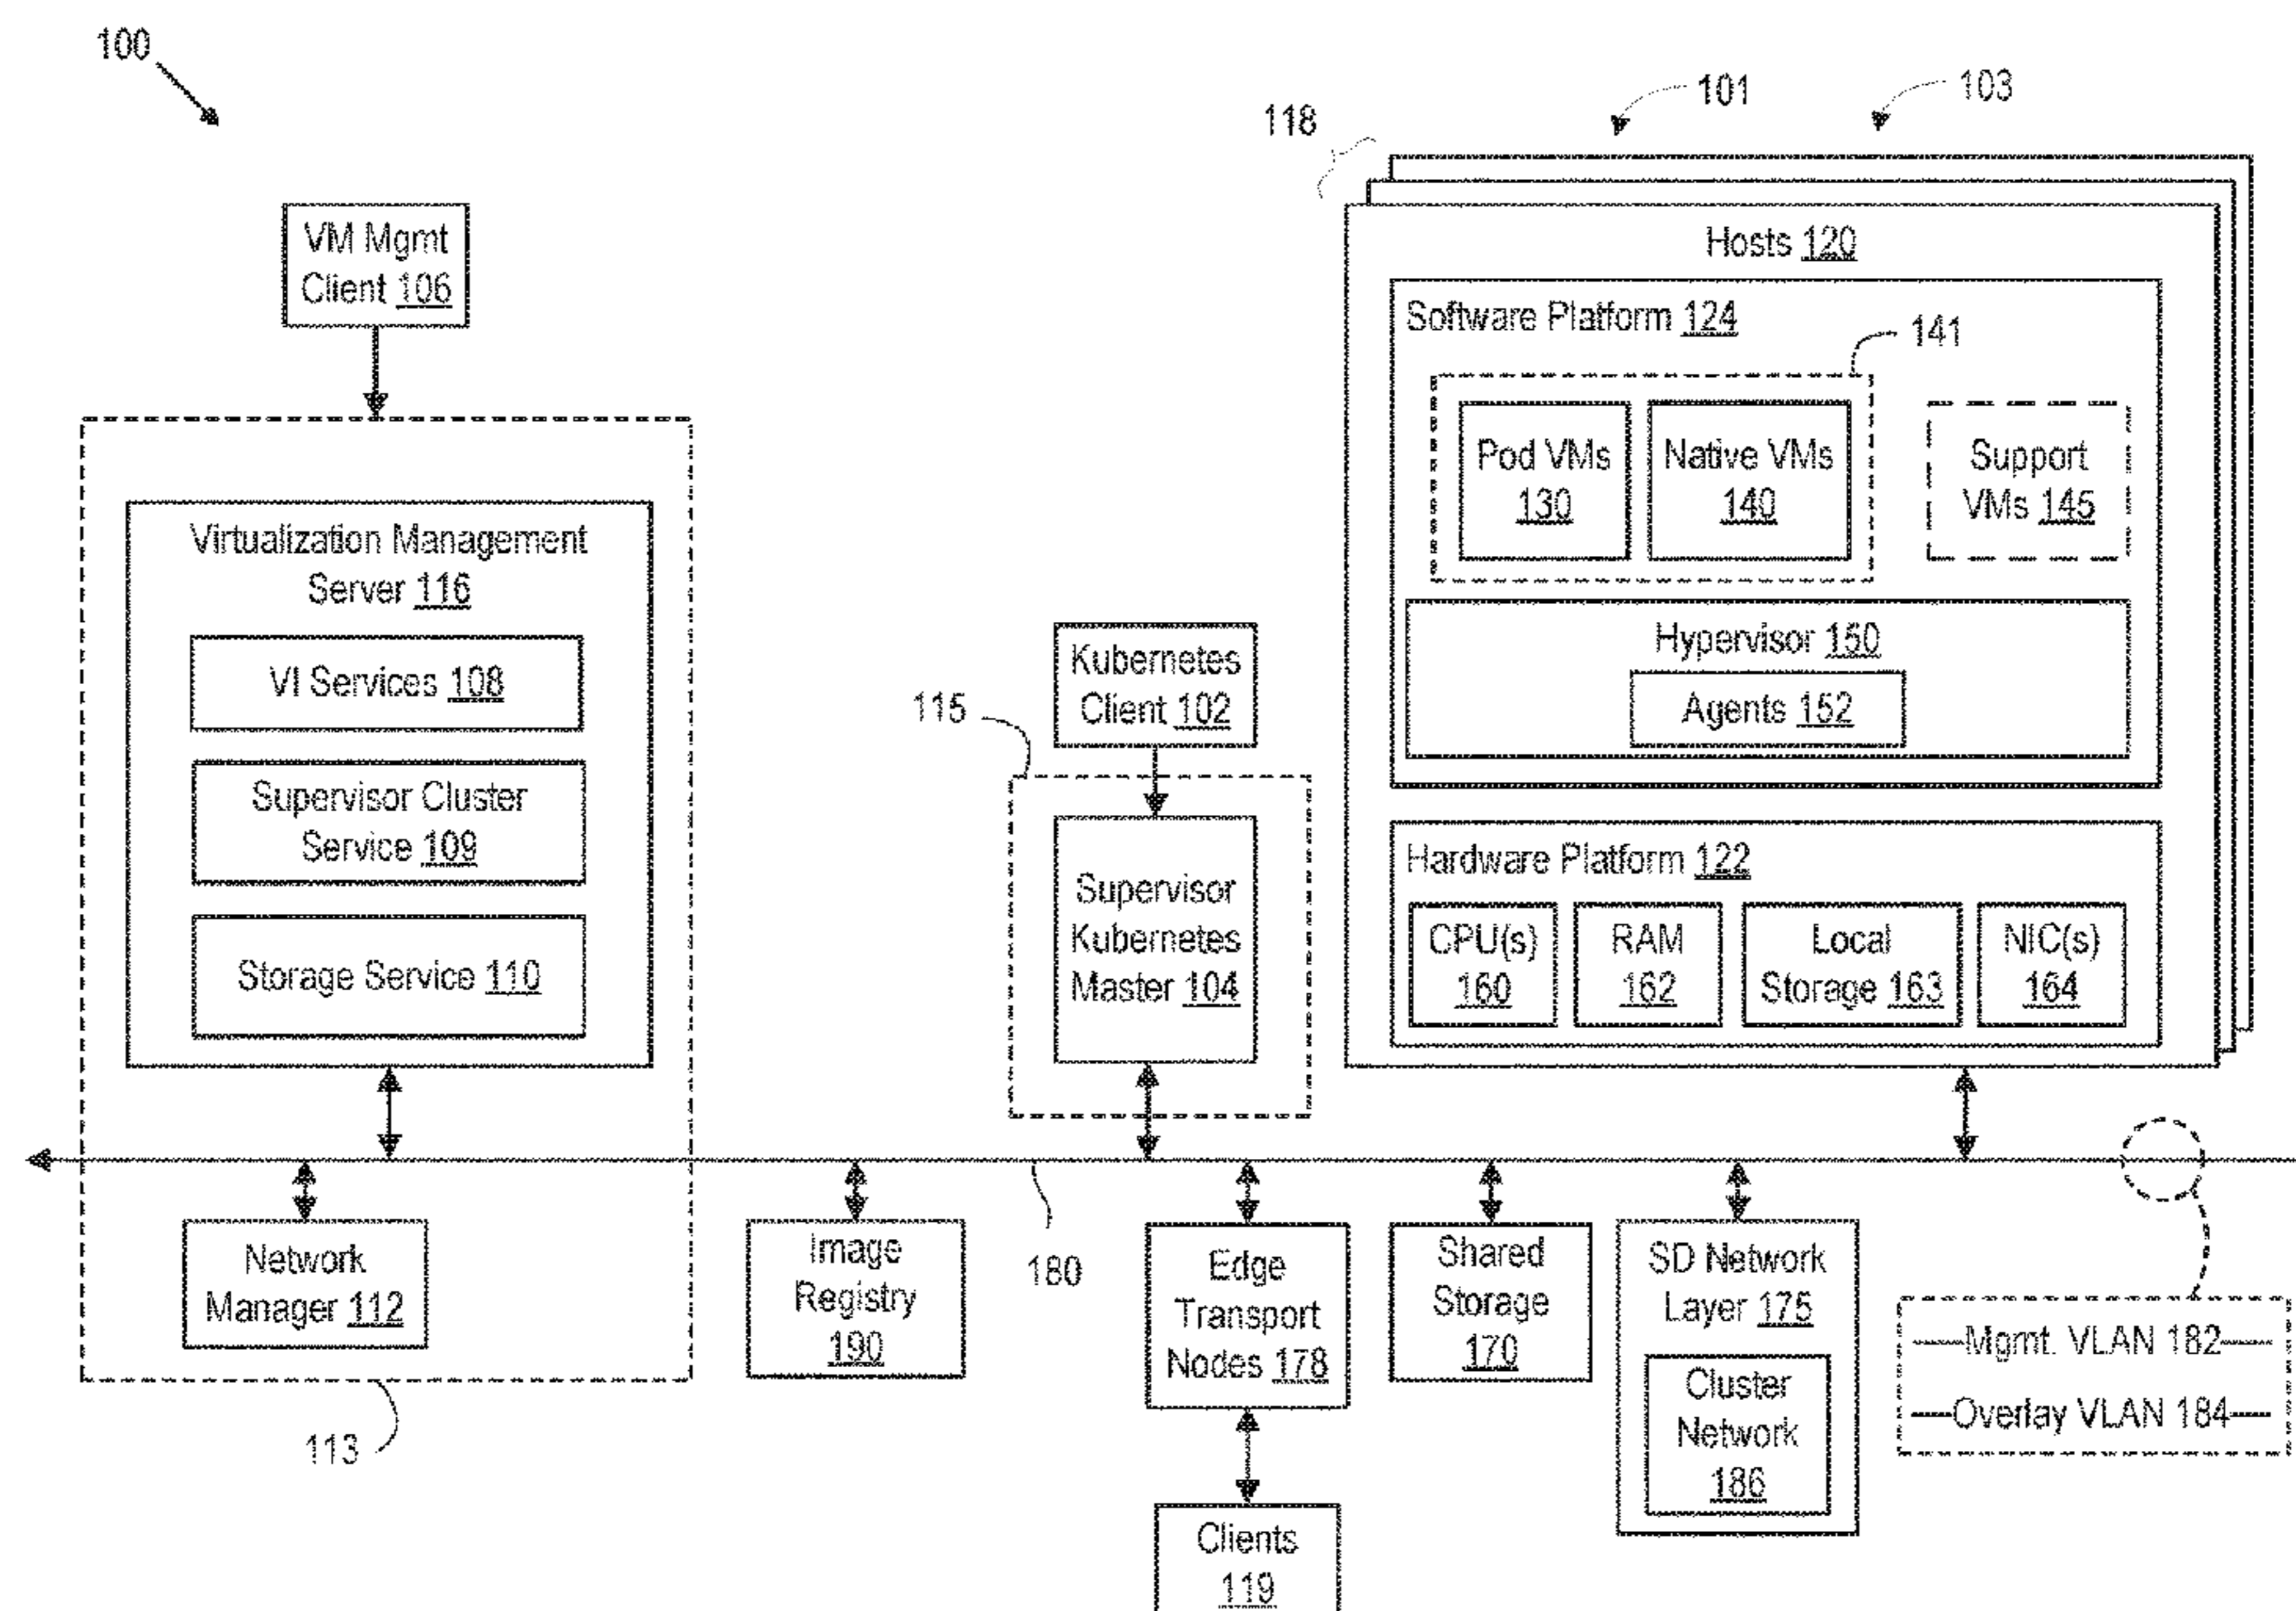 100
101
103
118
VM Mgmt
Client 106
Hosts 120
Software Platform 124
141
Pod VMs
130
Native VMs
140
Support
VMs 145
Hypervisor 150
Agents 152
Hardware Platform 122
CPU(s)
160
RAM
162
Local
Storage 163
NIC(s)
164
Virtualization Management
Server 116
VI Services 108
Supervisor Cluster
Service 109
Storage Service 110
Kubernetes
Client 102
115
Supervisor
Kubernetes
Master 104
Network
Manager 112
113
Image
Registry
190
180
Edge
Transport
Nodes 178
Clients
119
Shared
Storage
170
SD Network
Layer 175
Cluster
Network
186
Mgmt. VLAN 182
Overlay VLAN 184